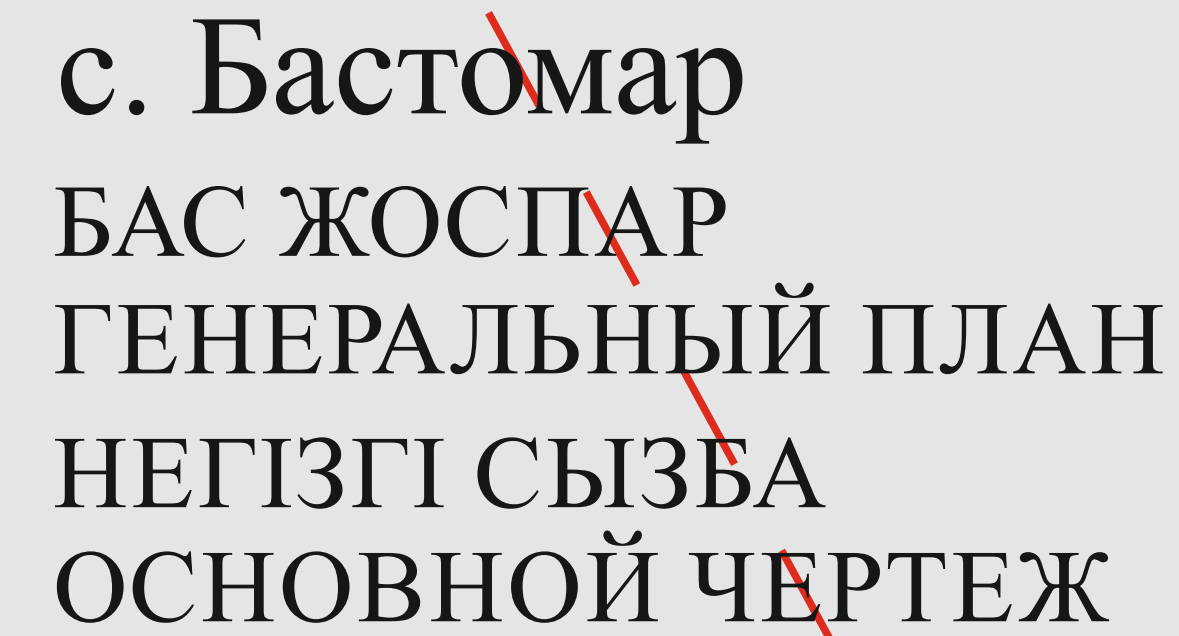 с. Бастомар
БАС ЖОСПАР
ГЕНЕРАЛЬНЫЙ ПЛАН
НЕГІЗГІ СЫЗБА
ОСНОВНОЙ ЧЕРТЕЖ